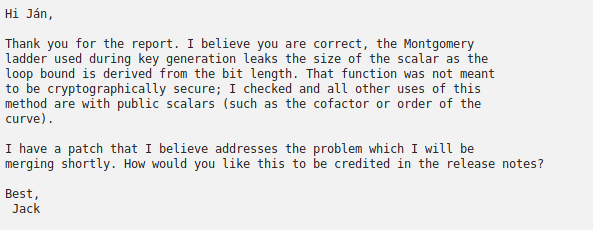 Hi Ján,
Thank you for the report. I believe you are correct, the Montgomery
ladder used during key generation leaks the size of the scalar as the
loop bound is derived from the bit length. That function was not meant
to be cryptographically secure; I checked and all other uses of this
method are with public scalars (such as the cofactor or order of the
curve).
I have a patch that I believe addresses the problem which I will be
merging shortly. How would you like this to be credited in the release notes?
Best,
Jack